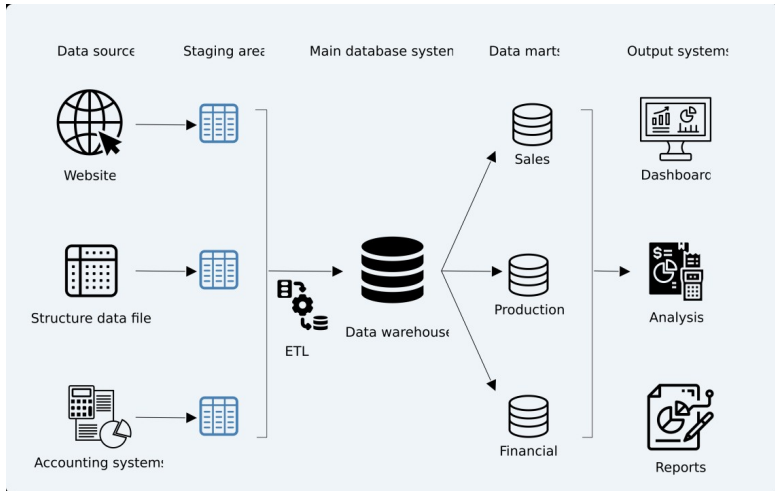 Data source
Staging area
Main database system
Data marts
Output systems
Website
Sales
Dashboard
Structure data file
ETL
Data warehouse
Production
Analysis
Accounting systems
Financial
Reports